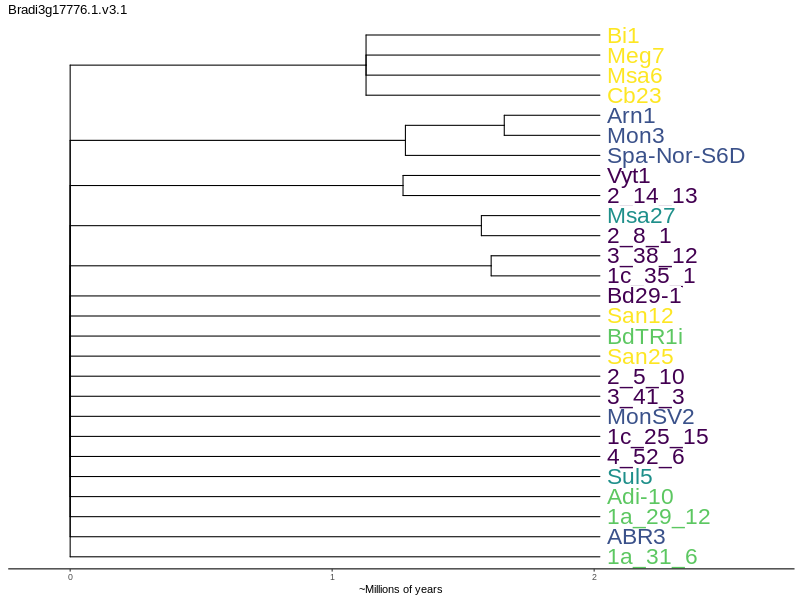 Bradi3g17776.1.v3.1
Bi1
Meg7
Msa6
Cb23
Arn1
Mon3
Spa-Nor-S6D
Vyt1
2_14_13
Msa27
2_8_1
3_38_12
1c_35_1
Bd29-1
San12
BdTR1i
San25
2_5_10
3_41_3
MonSV2
1c_25_15
4_52_6
Sul5
Adi-10
1a_29_12
ABR3
1a_31_6
0 1 2
~Millions of years